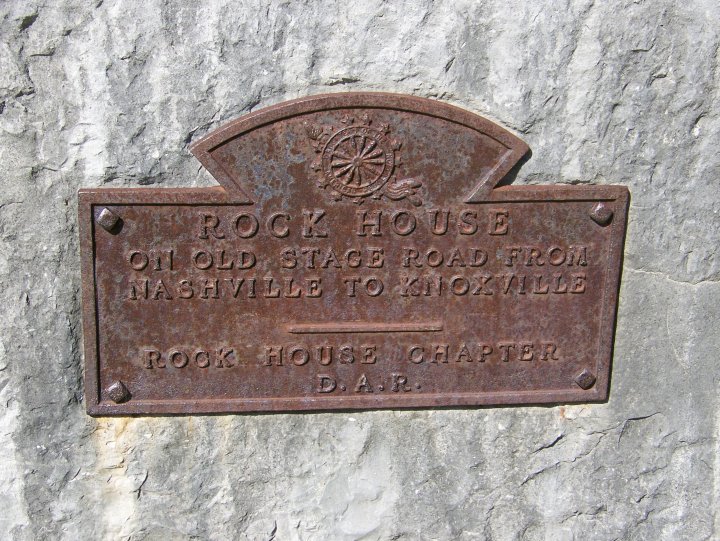 ROCK HOUSE
ON OLD STAGE ROAD FROM
NASHVILLE TO KNOXVILLE
ROCK HOUSE CHAPTER
D.A.R.